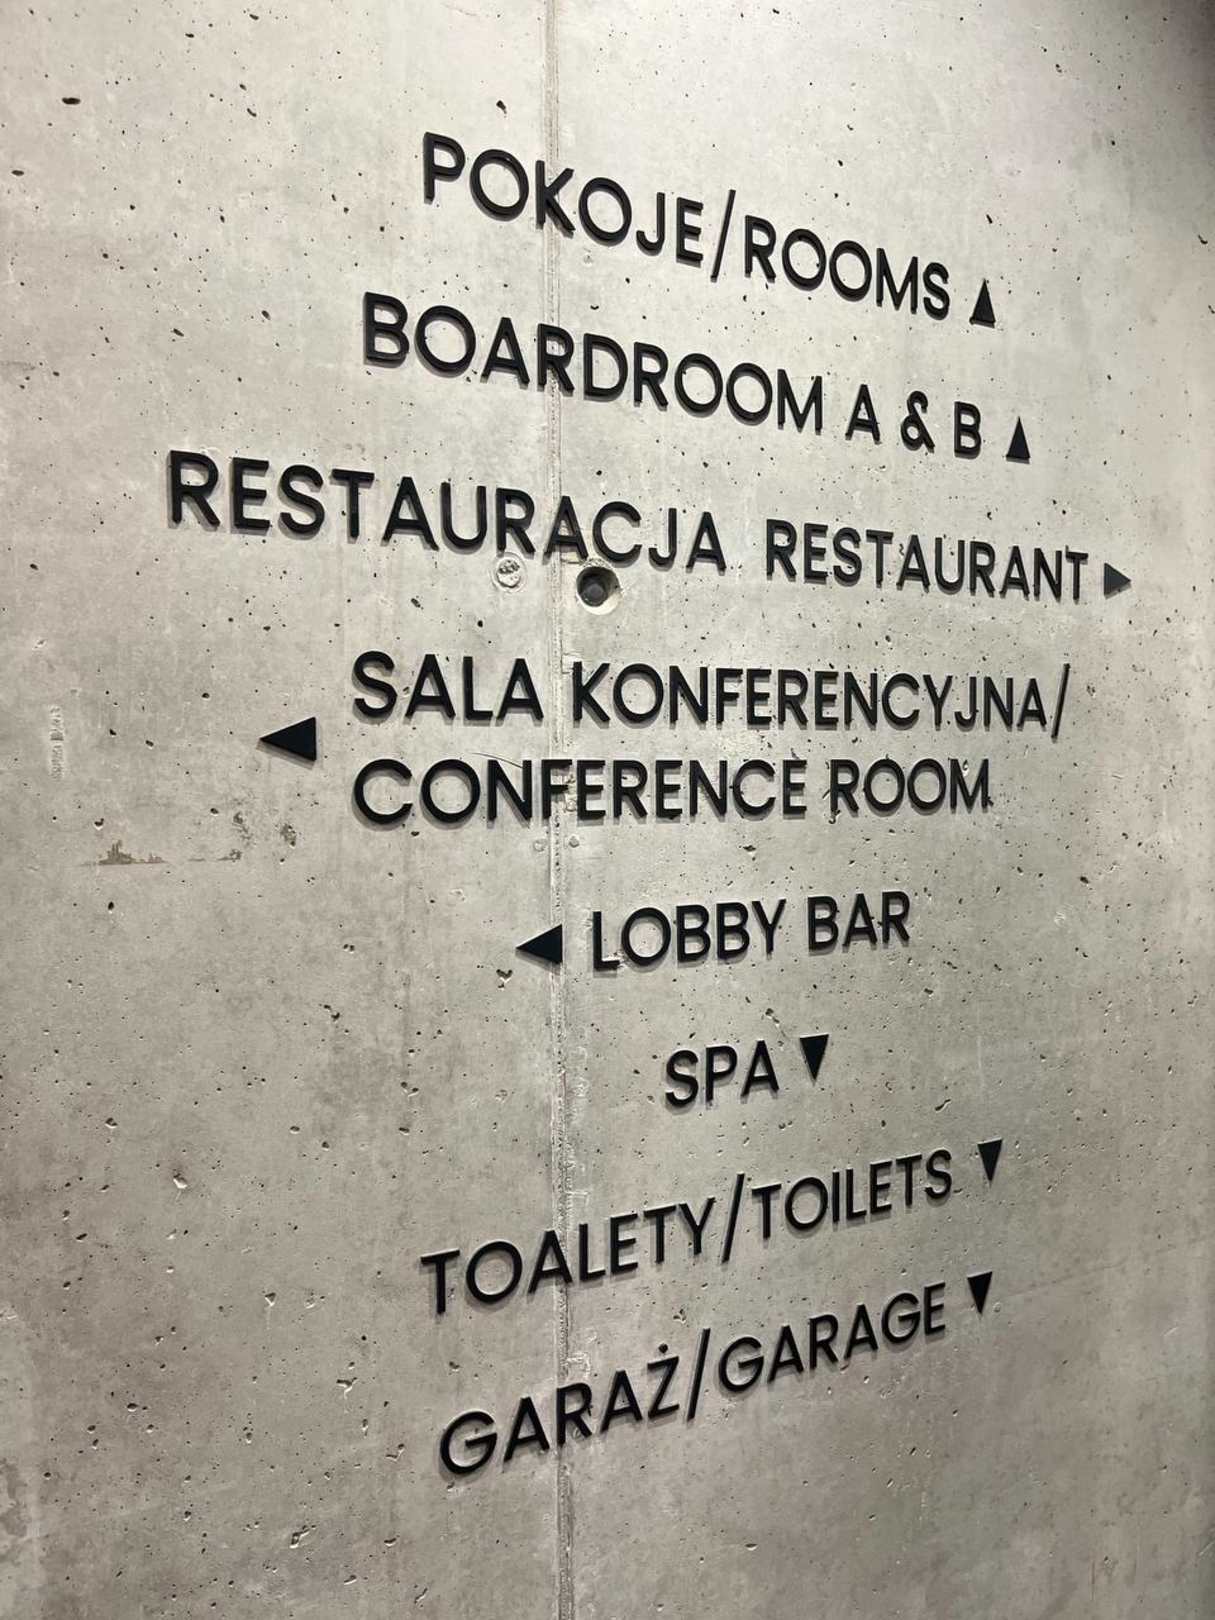 POKOJE/ROOMS ▲
BOARDROOM A & B ▲
RESTAURACJA RESTAURANT ▶
◀ SALA KONFERENCYJNA/
CONFERENCE ROOM
◀ LOBBY BAR
SPA ▼
TOALETY/TOILETS ▼
GARAŻ/GARAGE ▼